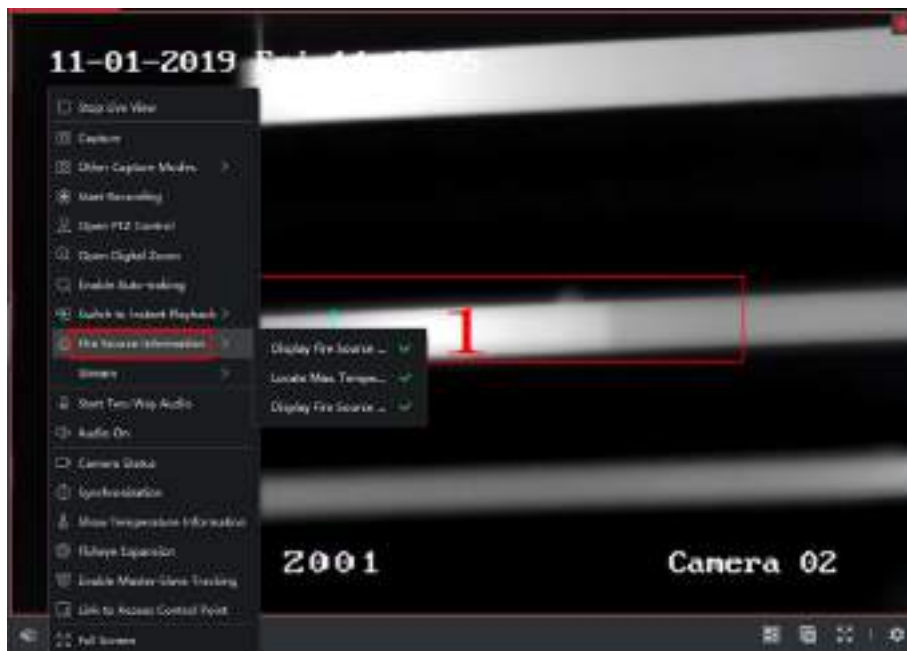 11-01-2019 Fri
Stop Live View
Capture
Other Capture Modes
Start Recording
Open PTZ Control
Open Digital Zoom
Enable Auto-tracking
Switch to Instant Playback
Fire Source Information
1
Display Fire Source ...
Stream
Locate Max. Tempe...
Start Two-Way Audio
Display Fire Source ...
Audio On
Camera Status
Synchronization
Show Temperature Information
Fisheye Expansion
2001
Camera 02
Enable Master-Slave Tracking
Link to Access Control Point
Full Screen